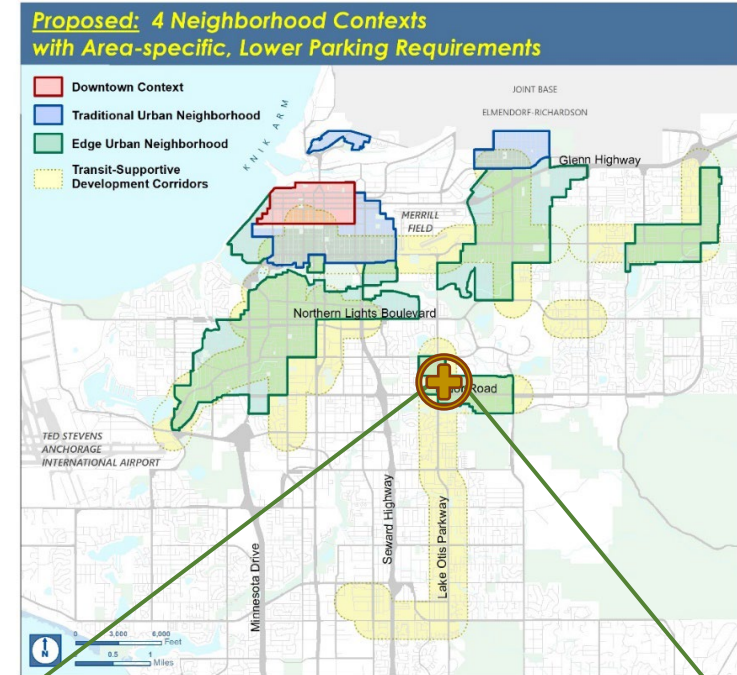 Proposed: 4 Neighborhood Contexts
with Area-specific, Lower Parking Requirements
Downtown Context
Traditional Urban Neighborhood
Edge Urban Neighborhood
Transit-Supportive
Development Corridors
KNIK ARM
JOINT BASE
ELMENDORF-RICHARDSON
Glenn Highway
MERRILL
FIELD
Northern Lights Boulevard
Road
TED STEVENS
ANCHORAGE
INTERNATIONAL AIRPORT
Minnesota Drive
Seward Highway
Lake Otis Parkway
0 3,000 6,000
Feet
0 0.5 1
Miles
N